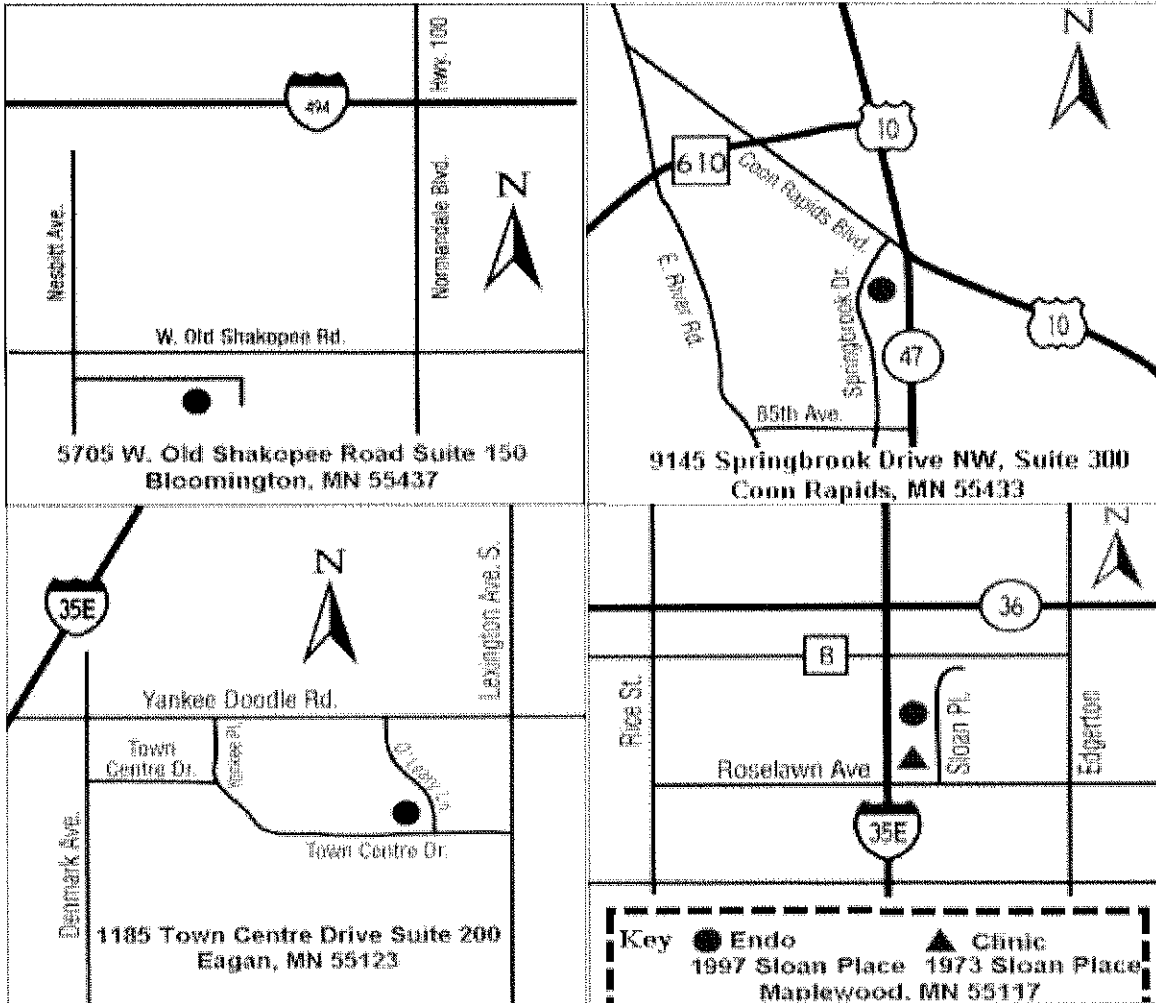 Hwy. 100
494
Nesbitt Ave.
Normandale Blvd.
N
W. Old Shakopee Rd.
5705 W. Old Shakopee Road Suite 150
Bloomington, MN 55437
N
10
610
Coon Rapids Blvd.
E. River Rd.
Springbrook Dr.
10
47
85th Ave.
9145 Springbrook Drive NW, Suite 300
Coon Rapids, MN 55433
35E
N
Lexington Ave. S.
Yankee Doodle Rd.
Town
Centre Dr.
Yankee Pl.
Town Centre Dr.
Denmark Ave.
1185 Town Centre Drive Suite 200
Eagan, MN 55123
N
36
B
Rice St.
Sloan Pl.
Edgerton
Roselawn Ave
35E
Key Endo Clinic
1997 Sloan Place 1973 Sloan Place
Maplewood, MN 55117